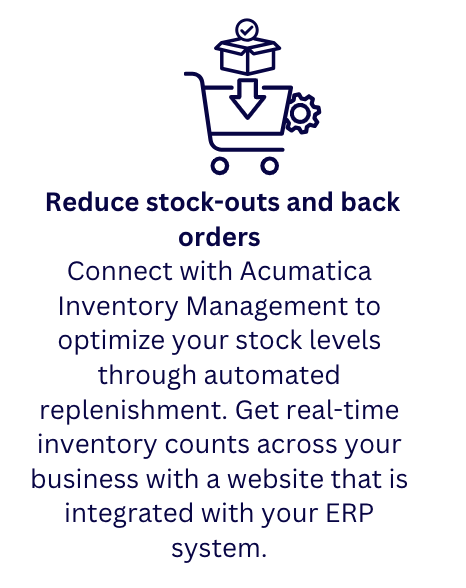 Reduce stock-outs and back
orders
Connect with Acumatica
Inventory Management to
optimize your stock levels
through automated
replenishment. Get real-time
inventory counts across your
business with a website that is
integrated with your ERP
system.